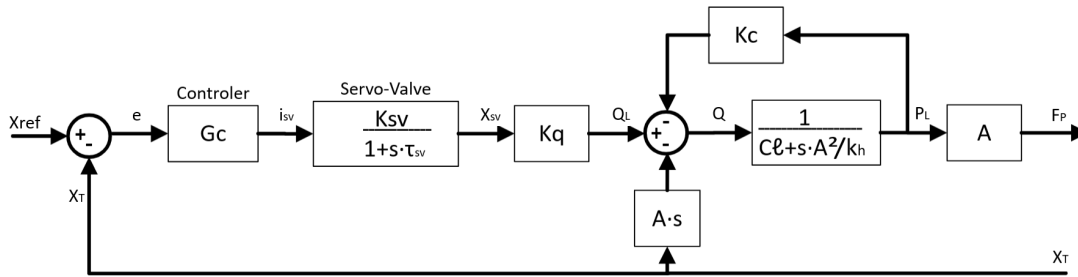 Kc
Controler
Servo-Valve
Xref
+
-
e
Gc
isv
Ksv
1+s·τsv
Xsv
Kq
QL
-
+
-
Q
1
Cℓ+s·A²/kh
PL
A
FP
XT
A·s
XT